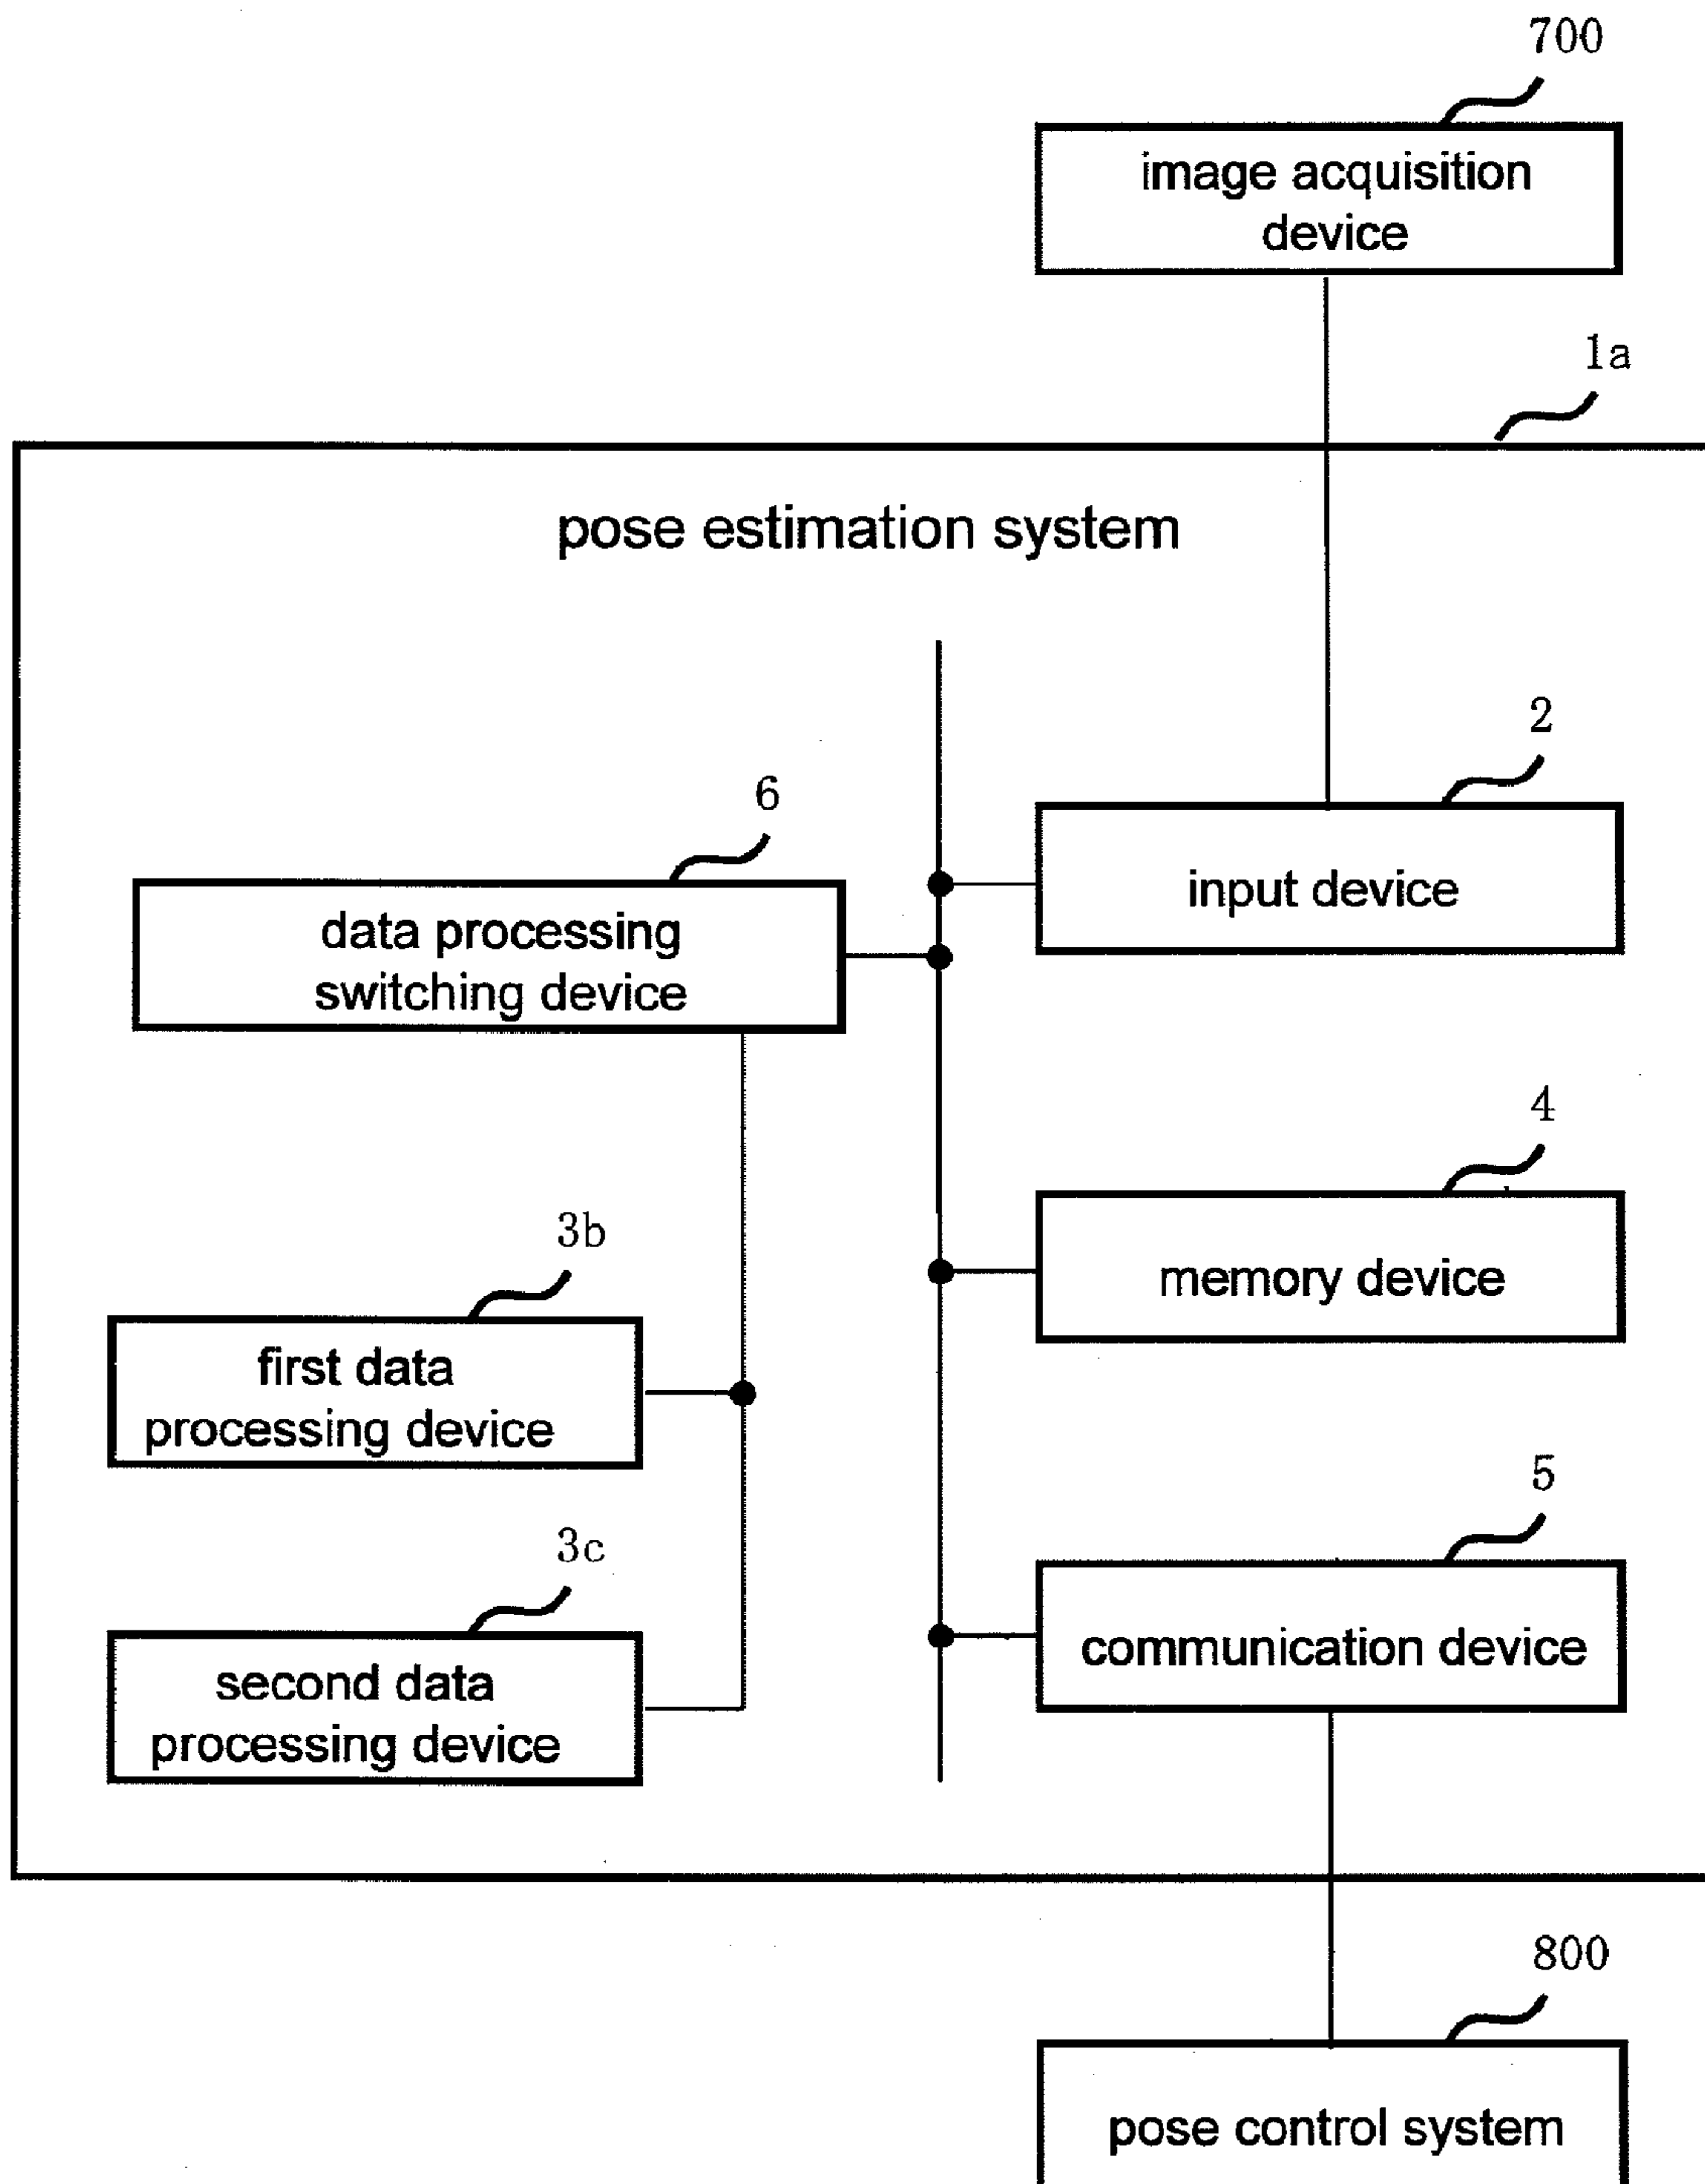 700
image acquisition
device
1a
pose estimation system
2
input device
6
data processing
switching device
4
memory device
3b
first data
processing device
5
communication device
3c
second data
processing device
800
pose control system